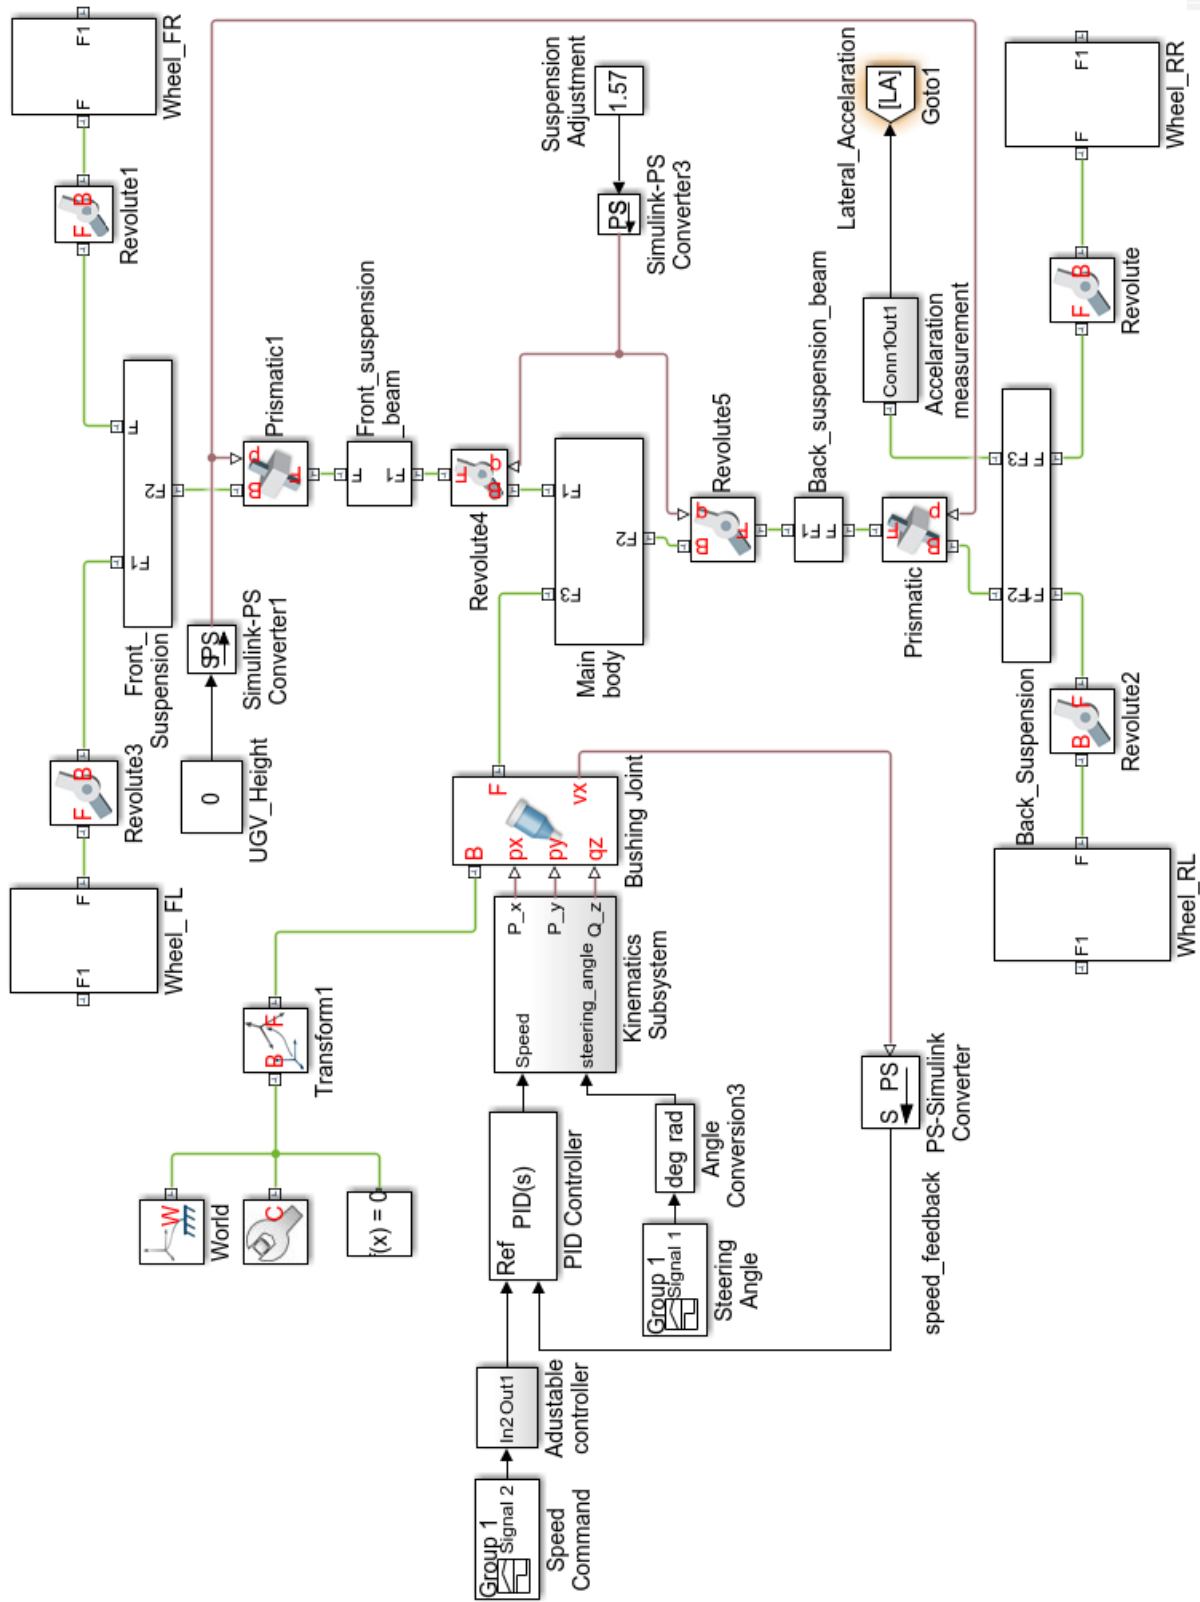 F1
F
Wheel_FL
F
B
Revolute3
F1
F2
F
Front_
Suspension
F
B
Revolute1
F
F1
Wheel_FR
W
World
C
f(x) = 0
B
F
Transform1
0
UGV_Height
S
PS
Simulink-PS
Converter1
B
P
F
Prismatic1
F
F1
Front_suspension
_beam
F
q
B
Revolute4
Group 1
Signal 2
Speed
Command
In2
Out1
Adustable
controller
Ref
PID(s)
PID Controller
Group 1
Signal 1
Steering
Angle
deg rad
Angle
Conversion3
Speed
steering_angle
P_x
P_y
Q_z
Kinematics
Subsystem
B
px
py
qz
F
vx
Bushing Joint
F3
F1
F2
Main
body
Suspension
Adjustment
1.57
PS
Simulink-PS
Converter3
B
q
F
Revolute5
F
F1
Back_suspension_beam
F
P
B
Prismatic
S
PS
PS-Simulink
Converter
speed_feedback
Conn1
Out1
Accelaration
measurement
Lateral_Accelaration
[LA]
Goto1
F2
F1
F3
F
Back_Suspension
F1
F
Wheel_RL
B
F
Revolute2
F
B
Revolute
F
F1
Wheel_RR